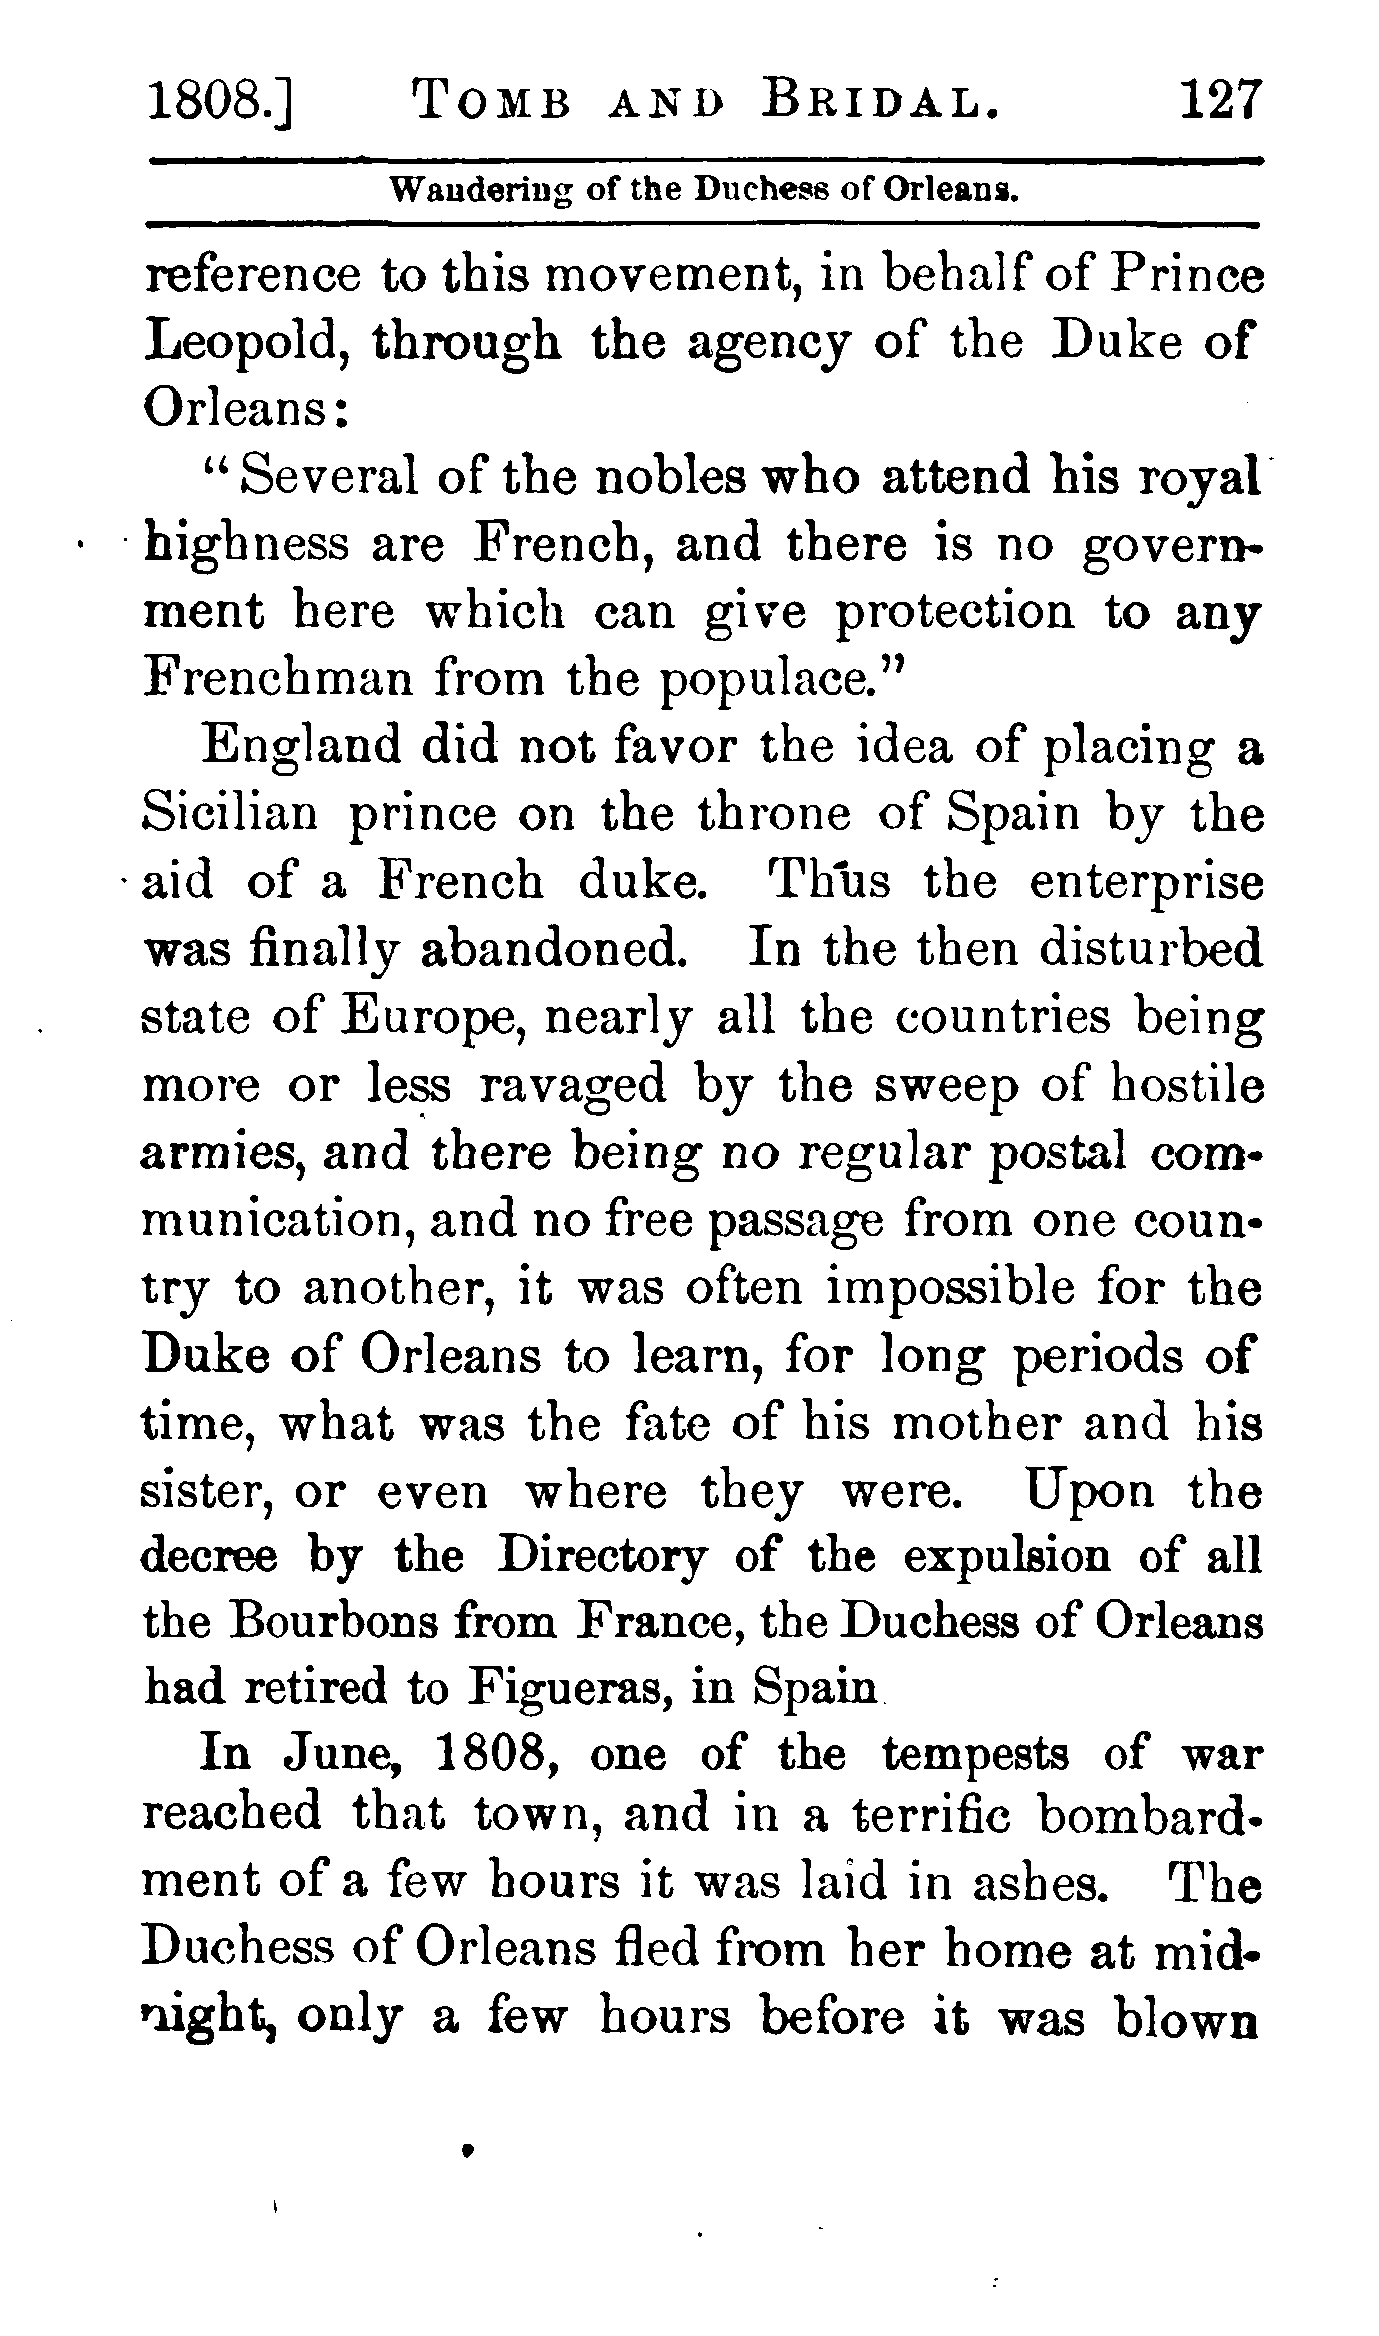 1808.] TOMB AND BRIDAL. 127
Wandering of the Duchess of Orleans.
reference to this movement, in behalf of Prince
Leopold, through the agency of the Duke of
Orleans:
"Several of the nobles who attend his royal
highness are French, and there is no govern-
ment here which can give protection to any
Frenchman from the populace."
England did not favor the idea of placing a
Sicilian prince on the throne of Spain by the
aid of a French duke. Thus the enterprise
was finally abandoned. In the then disturbed
state of Europe, nearly all the countries being
more or less ravaged by the sweep of hostile
armies, and there being no regular postal com-
munication, and no free passage from one coun-
try to another, it was often impossible for the
Duke of Orleans to learn, for long periods of
time, what was the fate of his mother and his
sister, or even where they were. Upon the
decree by the Directory of the expulsion of all
the Bourbons from France, the Duchess of Orleans
had retired to Figueras, in Spain
In June, 1808, one of the tempests of war
reached that town, and in a terrific bombard-
ment of a few hours it was laid in ashes. The
Duchess of Orleans fled from her home at mid-
night, only a few hours before it was blown